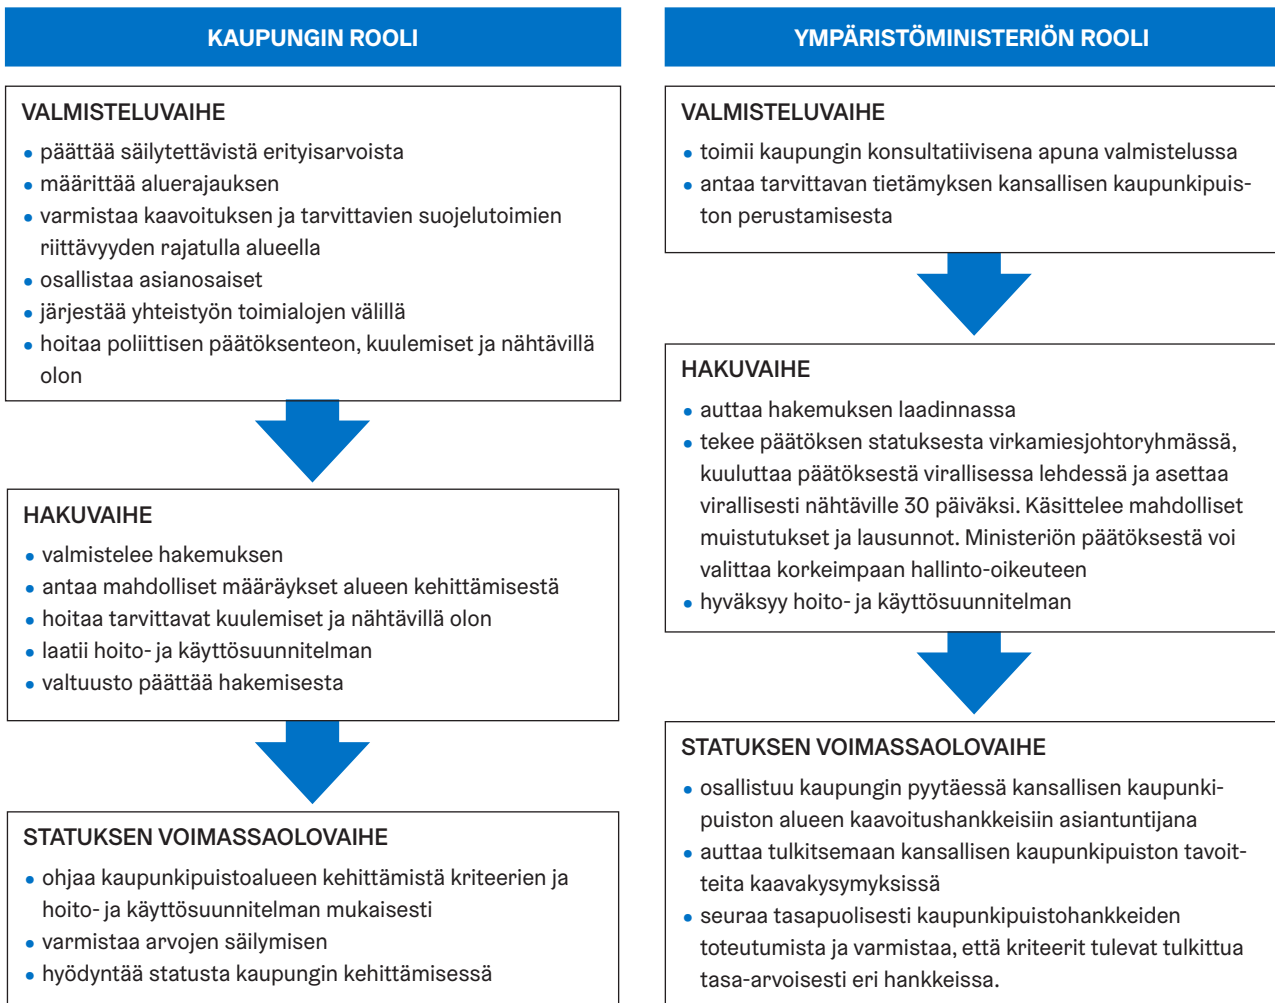 KAUPUNGIN ROOLI
VALMISTELUVAIHE
• päättää säilytettävistä erityisarvoista
• määrittää aluerajauksen
• varmistaa kaavoituksen ja tarvittavien suojelutoimien
riittävyyden rajatulla alueella
• osallistaa asianosaiset
• järjestää yhteistyön toimialojen välillä
• hoitaa poliittisen päätöksenteon, kuulemiset ja nähtävillä
olon
HAKUVAIHE
• valmistelee hakemuksen
• antaa mahdolliset määräykset alueen kehittämisestä
• hoitaa tarvittavat kuulemiset ja nähtävillä olon
• laatii hoito- ja käyttösuunnitelman
• valtuusto päättää hakemisesta
STATUKSEN VOIMASSAOLOVAIHE
• ohjaa kaupunkipuistoalueen kehittämistä kriteerien ja
hoito- ja käyttösuunnitelman mukaisesti
• varmistaa arvojen säilymisen
• hyödyntää statusta kaupungin kehittämisessä
YMPÄRISTÖMINISTERIÖN ROOLI
VALMISTELUVAIHE
• toimii kaupungin konsultatiivisena apuna valmistelussa
• antaa tarvittavan tietämyksen kansallisen kaupunkipuis-
ton perustamisesta
HAKUVAIHE
• auttaa hakemuksen laadinnassa
• tekee päätöksen statuksesta virkamiesjohtoryhmässä,
kuuluttaa päätöksestä virallisessa lehdessä ja asettaa
virallisesti nähtäville 30 päiväksi. Käsittelee mahdolliset
muistutukset ja lausunnot. Ministeriön päätöksestä voi
valittaa korkeimpaan hallinto-oikeuteen
• hyväksyy hoito- ja käyttösuunnitelman
STATUKSEN VOIMASSAOLOVAIHE
• osallistuu kaupungin pyytäessä kansallisen kaupunki-
puiston alueen kaavoitushankkeisiin asiantuntijana
• auttaa tulkitsemaan kansallisen kaupunkipuiston tavoit-
teita kaavakysymyksissä
• seuraa tasapuolisesti kaupunkipuistohankkeiden
toteutumista ja varmistaa, että kriteerit tulevat tulkittua
tasa-arvoisesti eri hankkeissa.